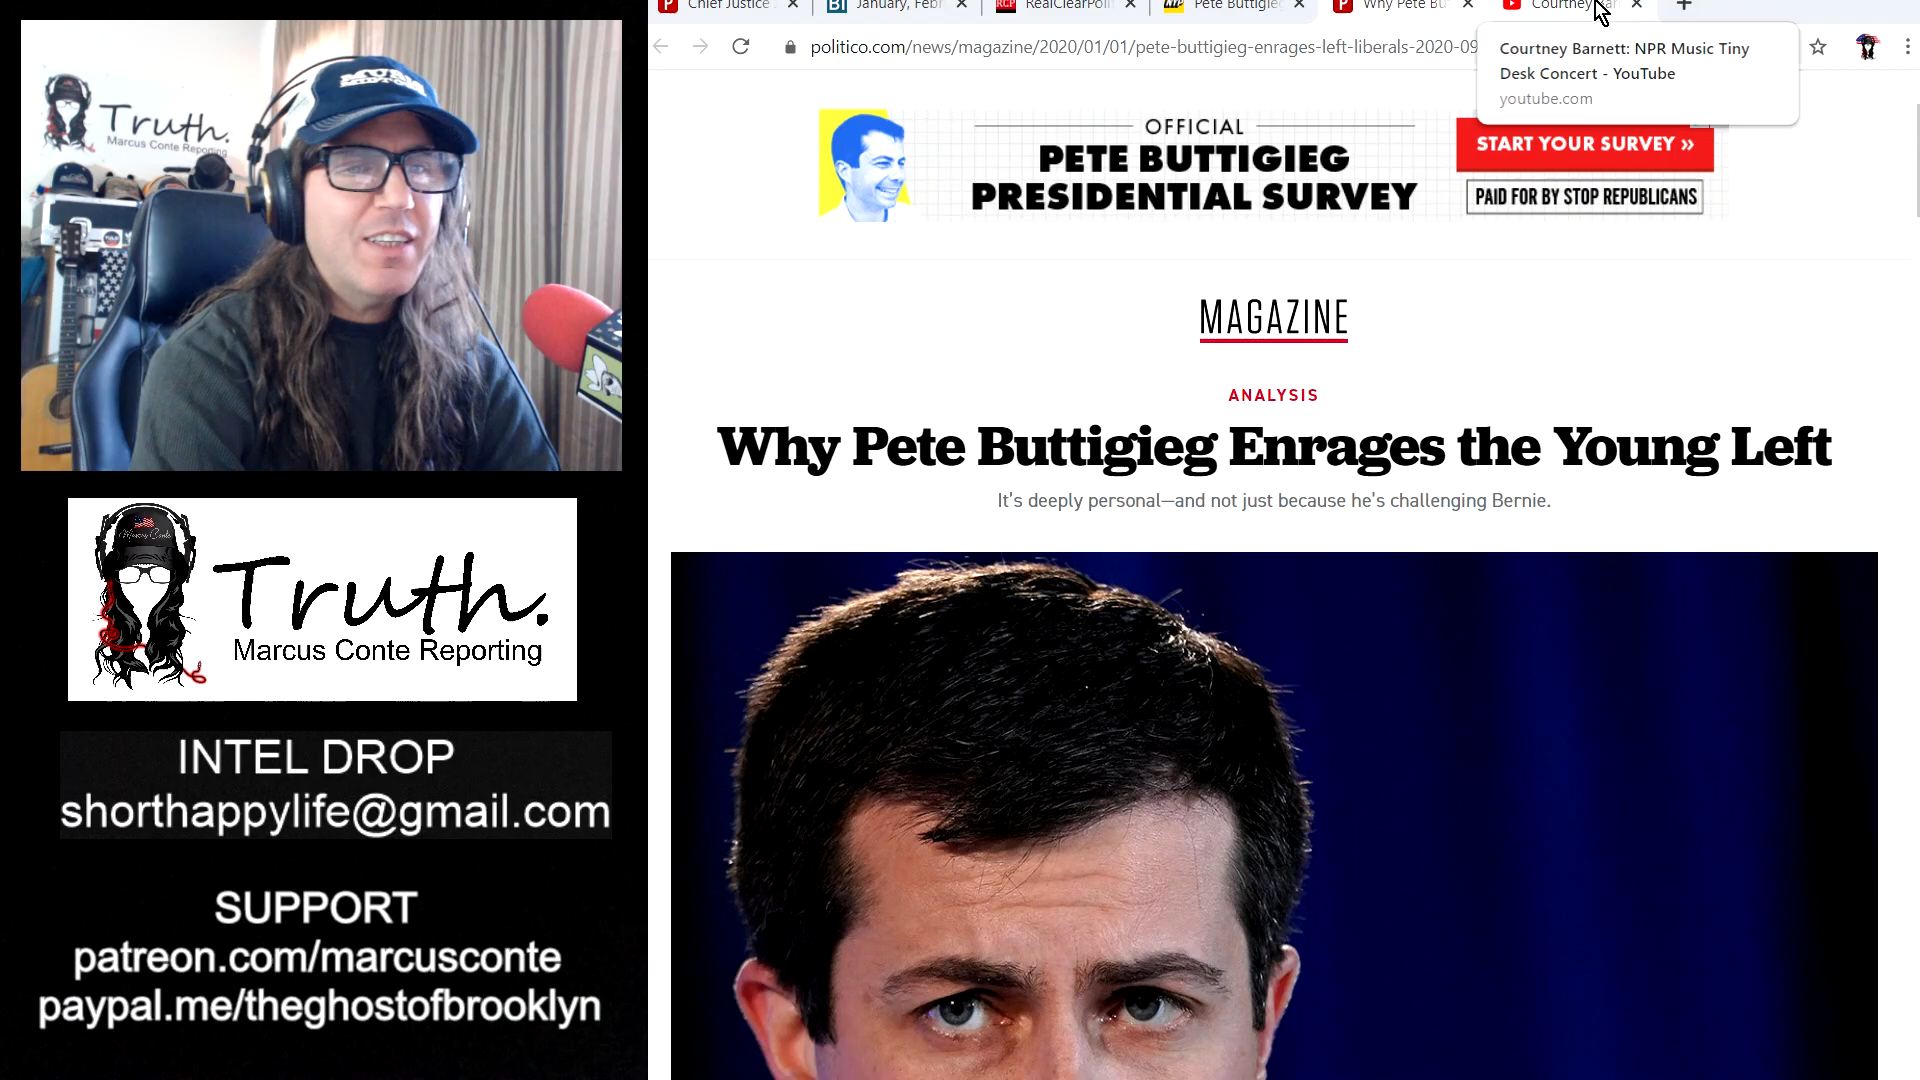 Chief Justice
January, Febr
RealClearPoli
Pete Buttigieg
Why Pete Bu
Courtney Bar
politico.com/news/magazine/2020/01/01/pete-buttigieg-enrages-left-liberals-2020-09
Courtney Barnett: NPR Music Tiny
Desk Concert - YouTube
youtube.com
OFFICIAL
PETE BUTTIGIEG
PRESIDENTIAL SURVEY
START YOUR SURVEY »
PAID FOR BY STOP REPUBLICANS
MAGAZINE
ANALYSIS
Why Pete Buttigieg Enrages the Young Left
It's deeply personal—and not just because he's challenging Bernie.
Truth.
Marcus Conte Reporting
Marcus Conte
Truth.
Marcus Conte Reporting
INTEL DROP
shorthappylife@gmail.com
SUPPORT
patreon.com/marcusconte
paypal.me/theghostofbrooklyn